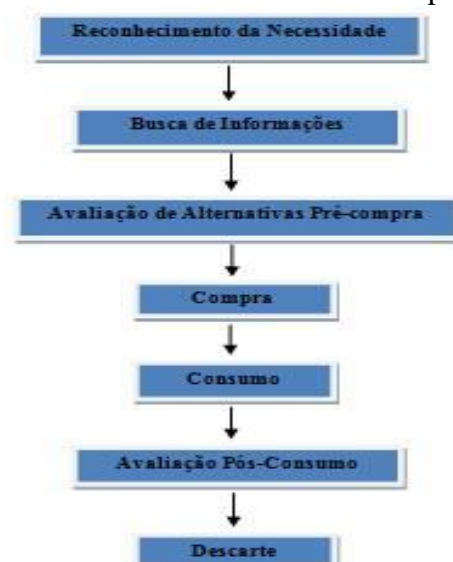 Reconhecimento da Necessidade
Busca de Informações
Avaliação de Alternativas Pré-compra
Compra
Consumo
Avaliação Pós-Consumo
Descarte